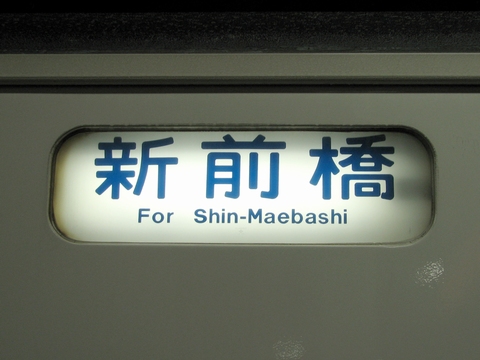 新前橋
For Shin-Maebashi